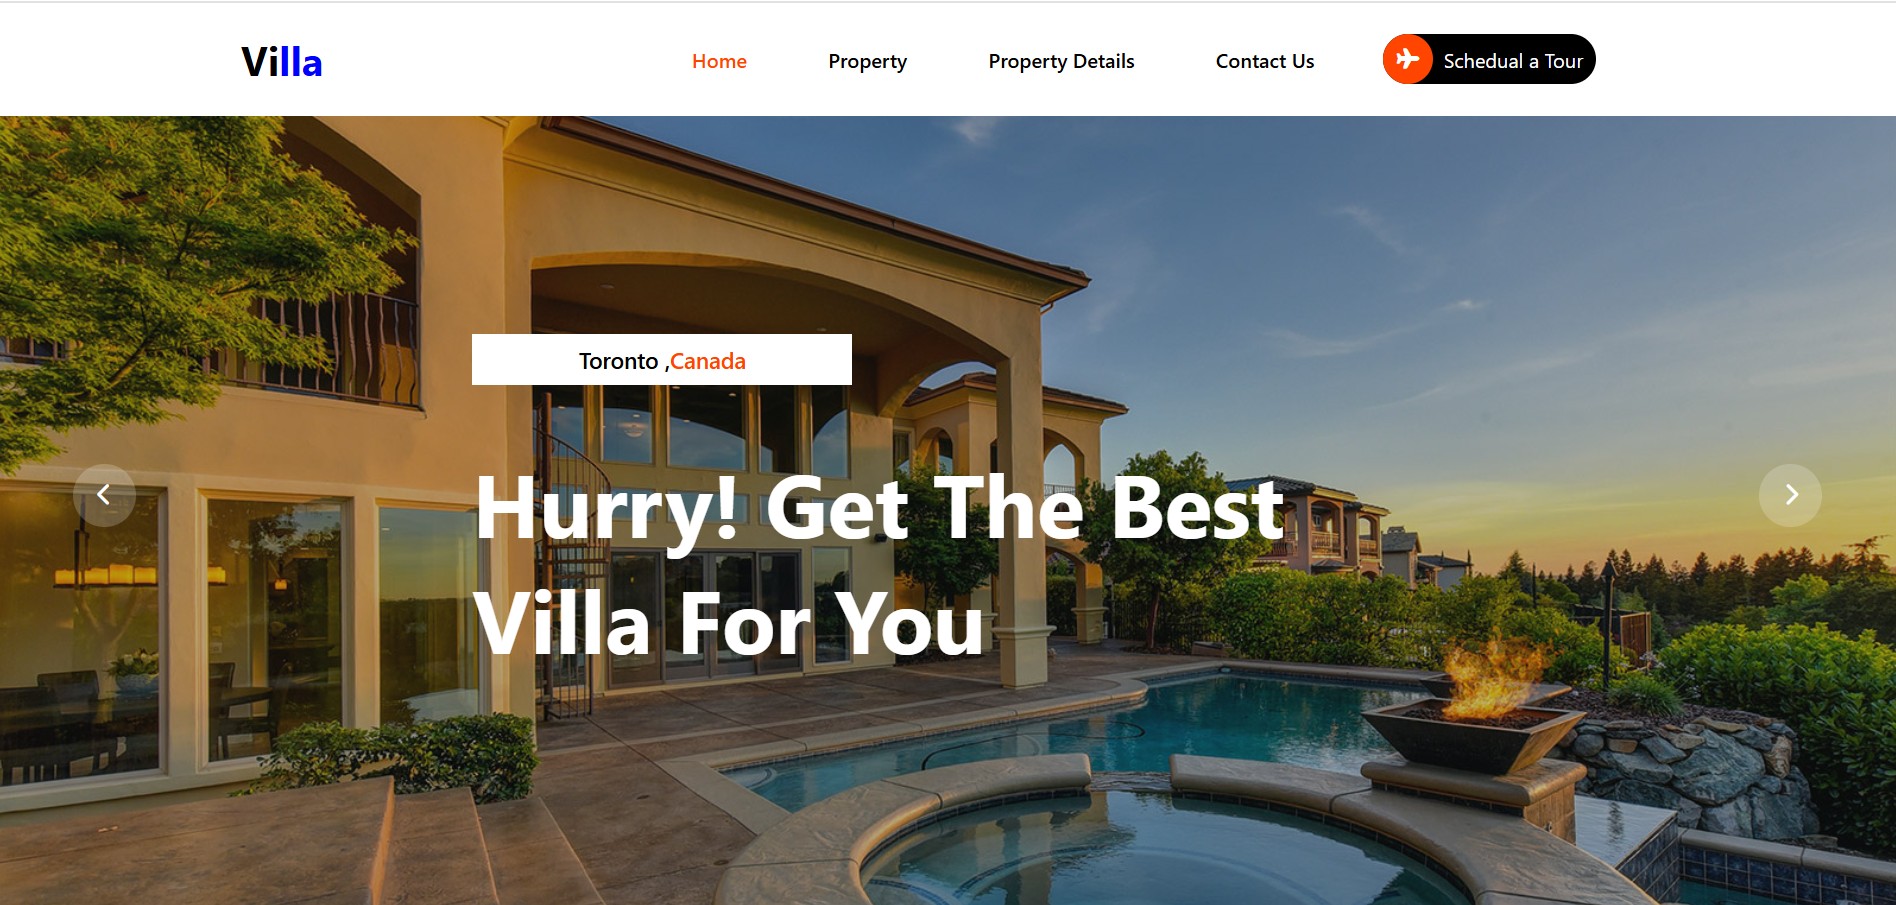 Villa
Home
Property
Property Details
Contact Us
Schedual a Tour
Toronto ,Canada
Hurry! Get The Best
Villa For You